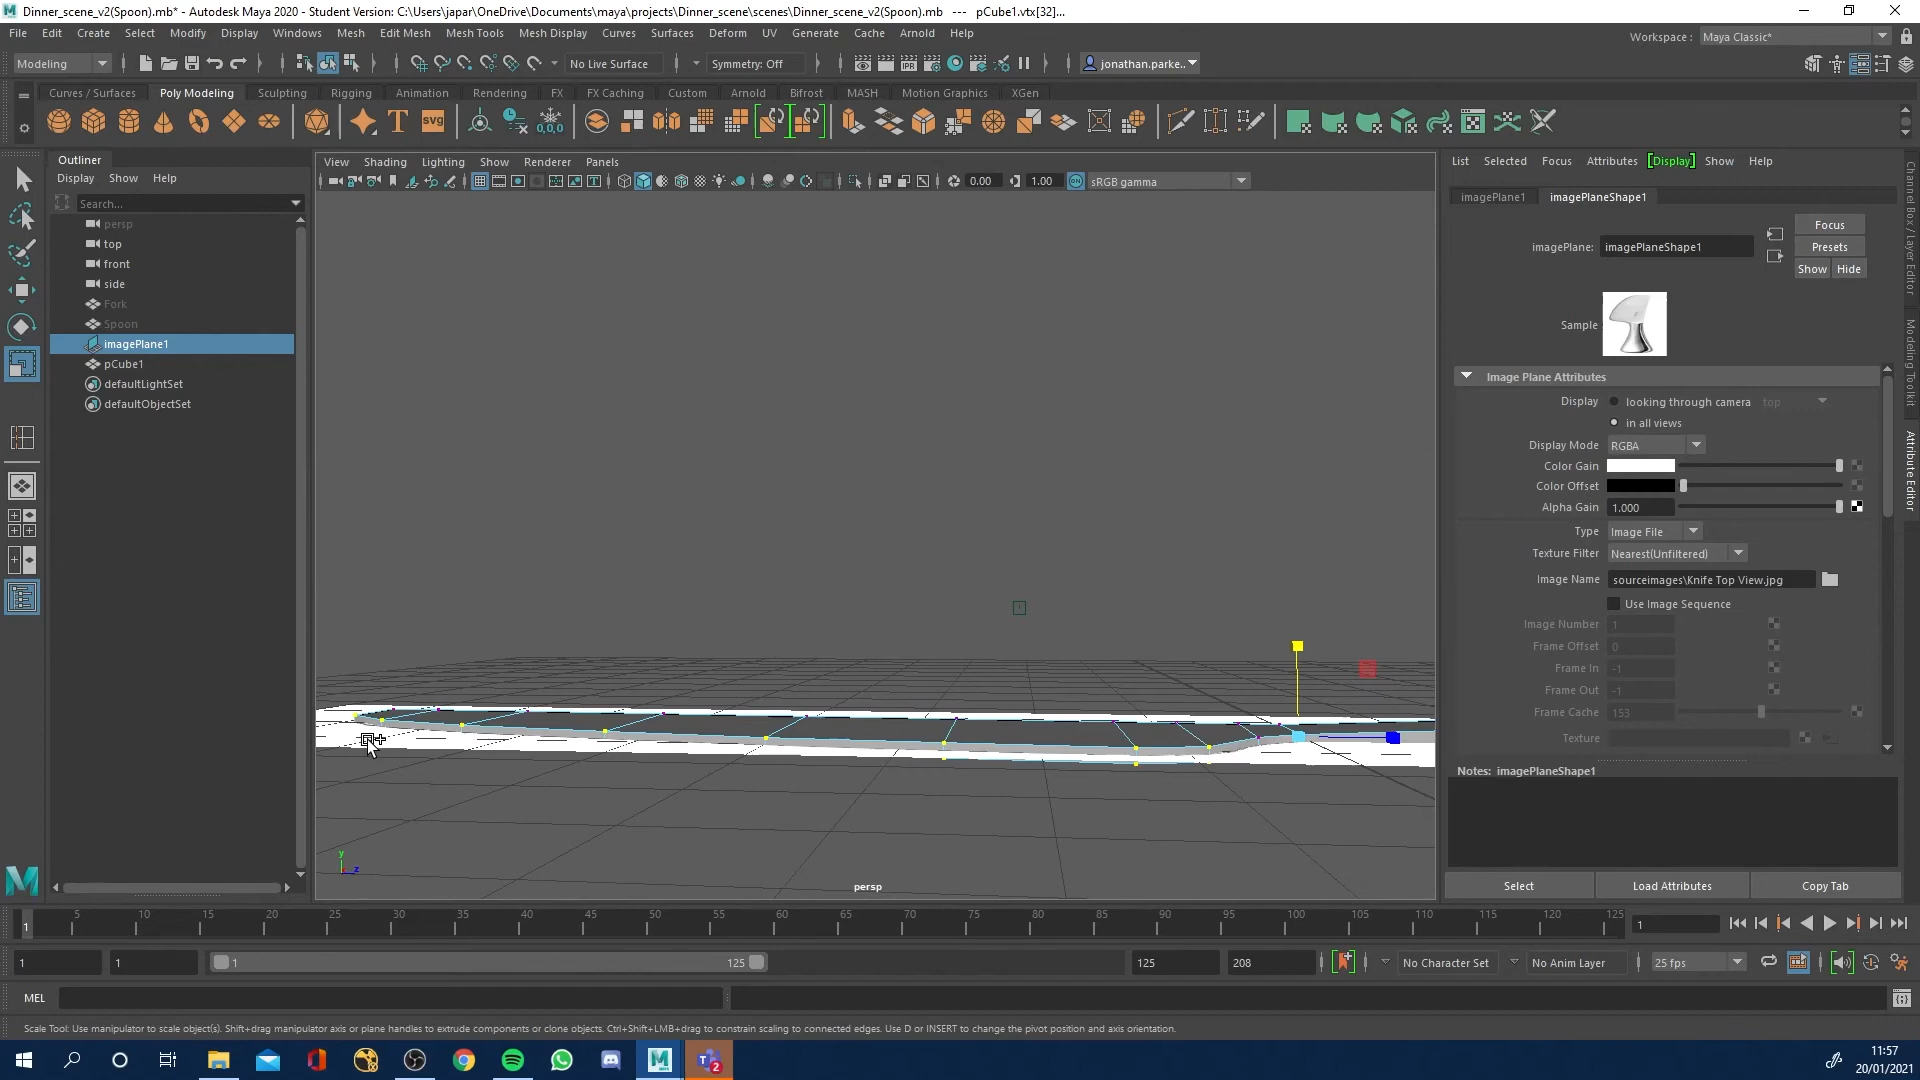 Dinner_scene_v2(Spoon).mb* - Autodesk Maya 2020 - Student Version: C:\Users\japar\OneDrive\Documents\maya\projects\Dinner_scene\scenes\Dinner_scene_v2(Spoon).mb --- pCube1.vtx[32]...
File Edit Create Select Modify Display Windows Mesh Edit Mesh Mesh Tools Mesh Display Curves Surfaces Deform UV Generate Cache Arnold Help
Workspace : Maya Classic*
Modeling No Live Surface Symmetry: Off jonathan.parke..
Curves / Surfaces Poly Modeling Sculpting Rigging Animation Rendering FX FX Caching Custom Arnold Bifrost MASH Motion Graphics XGen
T svg 0,0,0
Outliner
Display Show Help
Search...
persp
top
front
side
Fork
Spoon
imagePlane1
pCube1
defaultLightSet
defaultObjectSet
View Shading Lighting Show Renderer Panels
0.00 1.00 sRGB gamma
persp
y
z
List Selected Focus Attributes Display Show Help
imagePlane1 imagePlaneShape1
Focus
imagePlane: imagePlaneShape1
Presets
Show Hide
Sample
Image Plane Attributes
Display looking through camera top
in all views
Display Mode RGBA
Color Gain
Color Offset
Alpha Gain 1.000
Type Image File
Texture Filter Nearest(Unfiltered)
Image Name sourceimages\Knife Top View.jpg
Use Image Sequence
Image Number 1
Frame Offset 0
Frame In -1
Frame Out -1
Frame Cache 153
Texture
Notes: imagePlaneShape1
Select Load Attributes Copy Tab
Channel Box / Layer Editor
Modeling Toolkit
Attribute Editor
1 5 10 15 20 25 30 35 40 45 50 55 60 65 70 75 80 85 90 95 100 105 110 115 120 125 1
1 1 1 125 125 208 No Character Set No Anim Layer 25 fps
MEL
Scale Tool: Use manipulator to scale object(s). Shift+drag manipulator axis or plane handles to extrude components or clone objects. Ctrl+Shift+LMB+drag to constrain scaling to connected edges. Use D or INSERT to change the pivot position and axis orientation.
11:57
20/01/2021